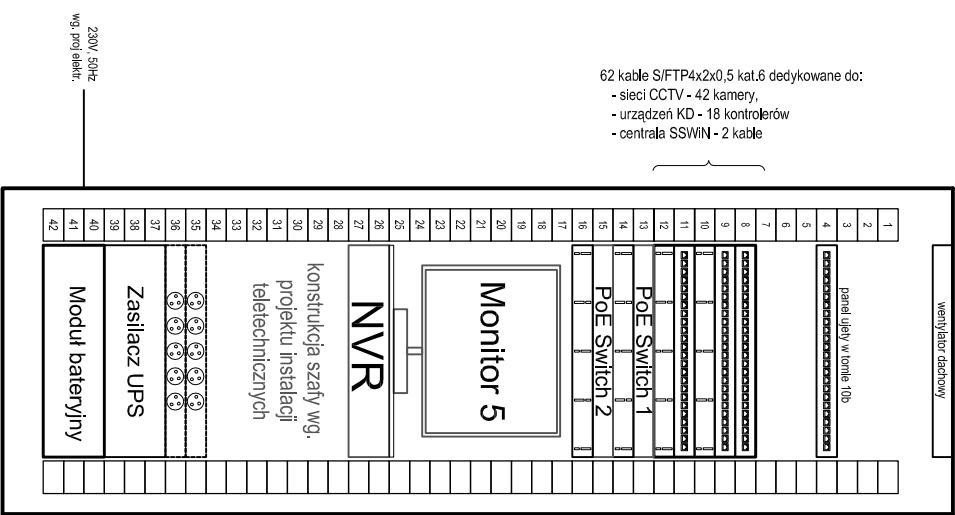 230V, 50Hz
wg. proj elektr.
62 kable S/FTP4x2x0,5 kat.6 dedykowane do:
- sieci CCTV - 42 kamery,
- urządzeń KD - 18 kontrolerów
- centrala SSWiN - 2 kable
wentylator dachowy
1
2
3
4
5
6
7
8
9
10
11
12
13
14
15
16
17
18
19
20
21
22
23
24
25
26
27
28
29
30
31
32
33
34
35
36
37
38
39
40
41
42
panel ujęty w tomie 10b
PoE Switch 1
PoE Switch 2
Monitor 5
NVR
konstrukcja szafy wg.
projektu instalacji
teletechnicznych
Zasilacz UPS
Moduł bateryjny